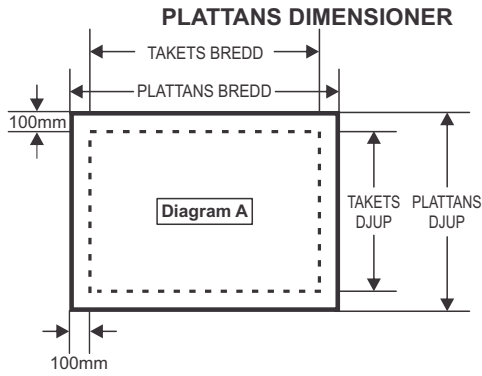 PLATTANS DIMENSIONER
TAKETS BREDD
PLATTANS BREDD
100mm
Diagram A
TAKETS
DJUP
PLATTANS
DJUP
100mm